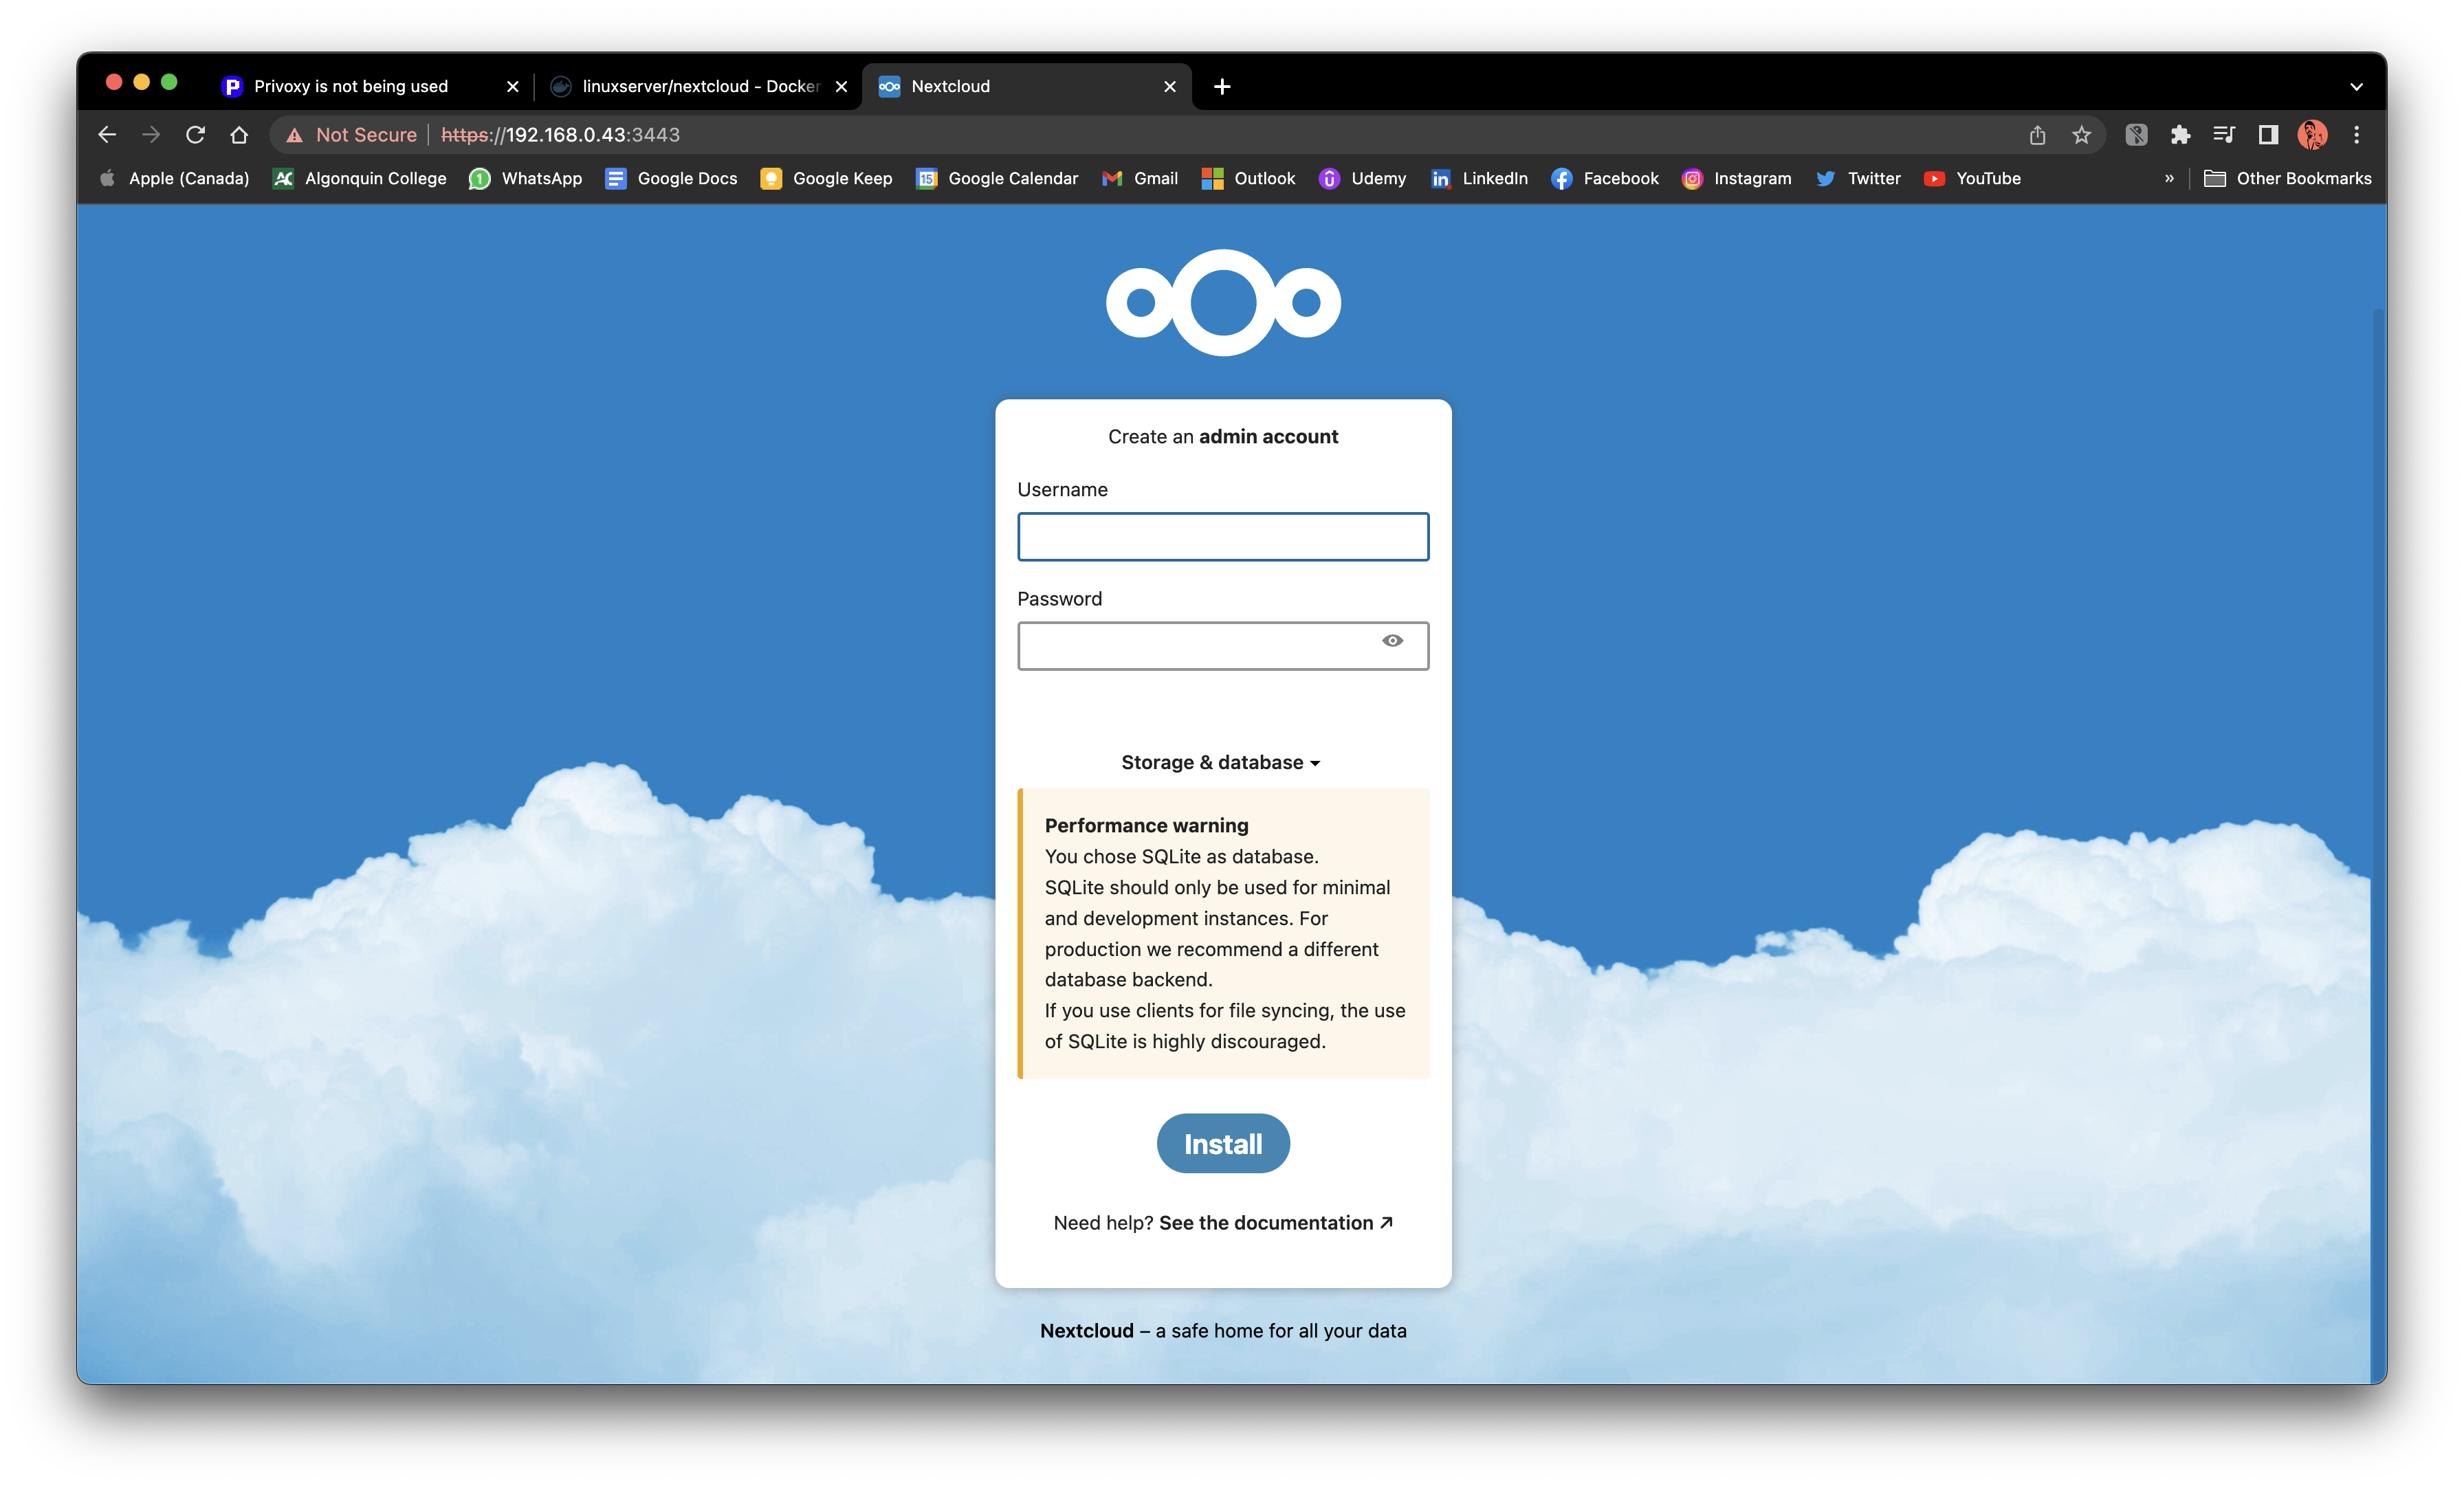 Privoxy is not being used
linuxserver/nextcloud - Docker
Nextcloud
Not Secure https://192.168.0.43:3443
Apple (Canada) Algonquin College WhatsApp Google Docs Google Keep Google Calendar Gmail Outlook Udemy LinkedIn Facebook Instagram Twitter YouTube » Other Bookmarks
Create an admin account
Username
Password
Storage & database
Performance warning
You chose SQLite as database.
SQLite should only be used for minimal
and development instances. For
production we recommend a different
database backend.
If you use clients for file syncing, the use
of SQLite is highly discouraged.
Install
Need help? See the documentation ↗
Nextcloud – a safe home for all your data